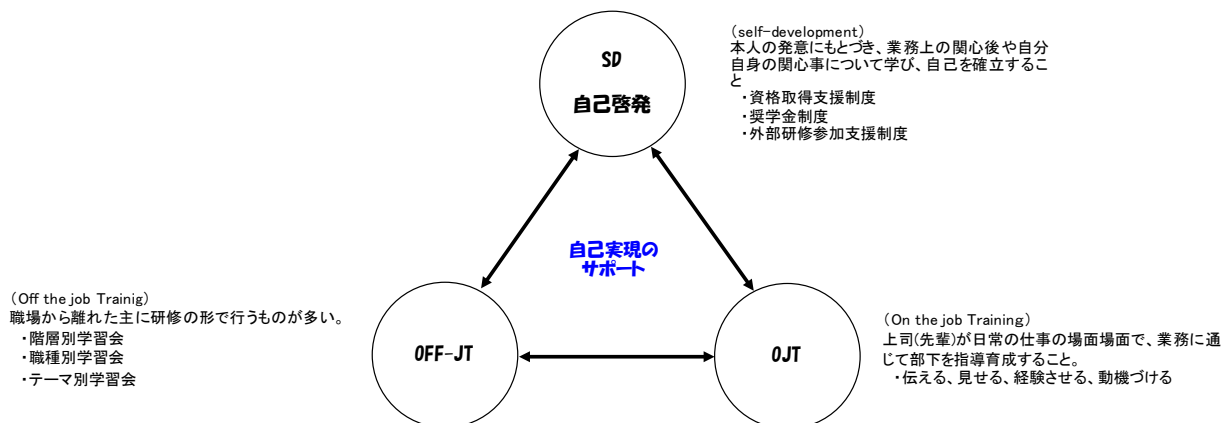 SD
自己啓発
（self-development）
本人の発意にもとづき、業務上の関心後や自分
自身の関心事について学び、自己を確立するこ
と
・資格取得支援制度
・奨学金制度
・外部研修参加支援制度
自己実現の
サポート
（Off the job Trainig）
職場から離れた主に研修の形で行うものが多い。
・階層別学習会
・職種別学習会
・テーマ別学習会
OFF-JT
OJT
（On the job Training）
上司(先輩)が日常の仕事の場面場面で、業務に通
じて部下を指導育成すること。
・伝える、見せる、経験させる、動機づける